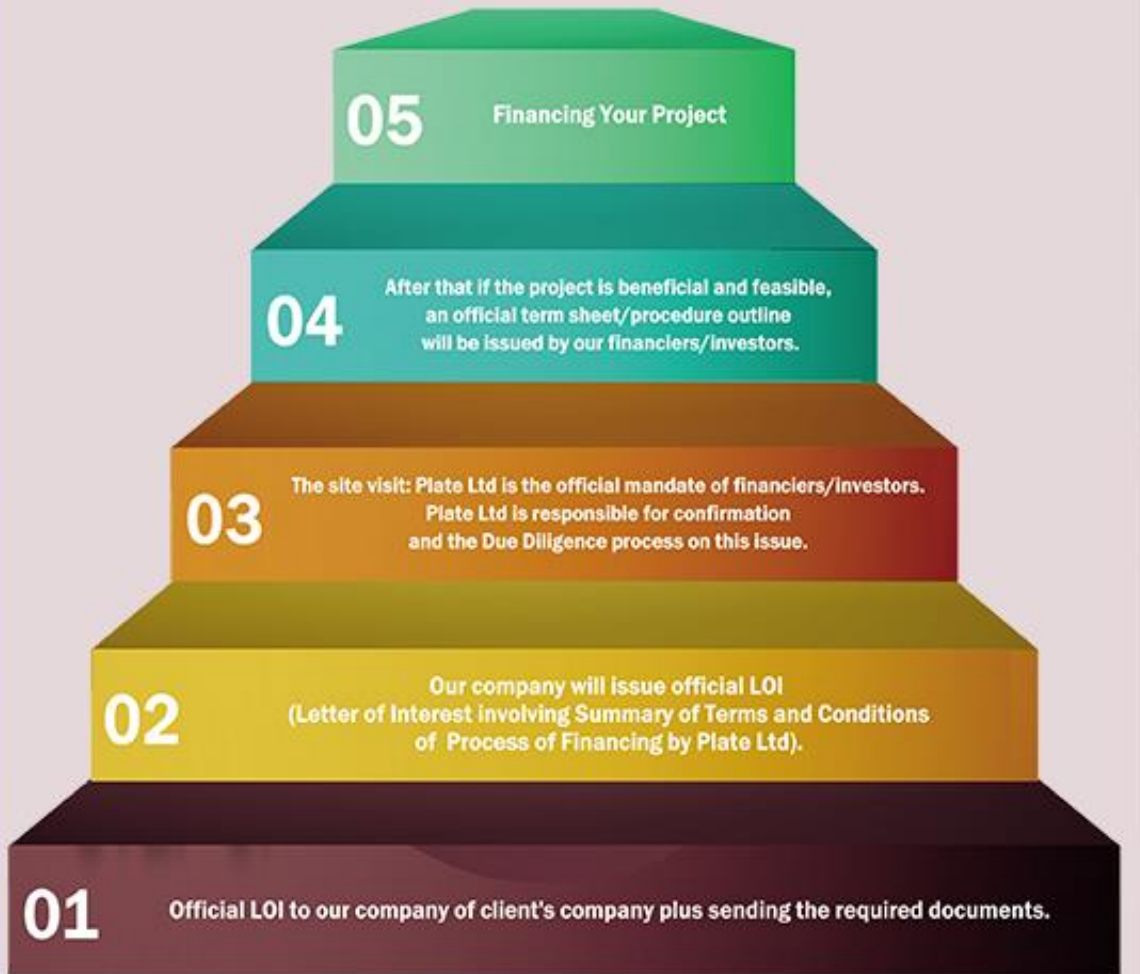 05
Financing Your Project
04
After that if the project is beneficial and feasible,
an official term sheet/procedure outline
will be issued by our financiers/investors.
03
The site visit: Plate Ltd is the official mandate of financiers/investors.
Plate Ltd is responsible for confirmation
and the Due Diligence process on this issue.
02
Our company will issue official LOI
(Letter of Interest involving Summary of Terms and Conditions
of Process of Financing by Plate Ltd).
01
Official LOI to our company of client's company plus sending the required documents.